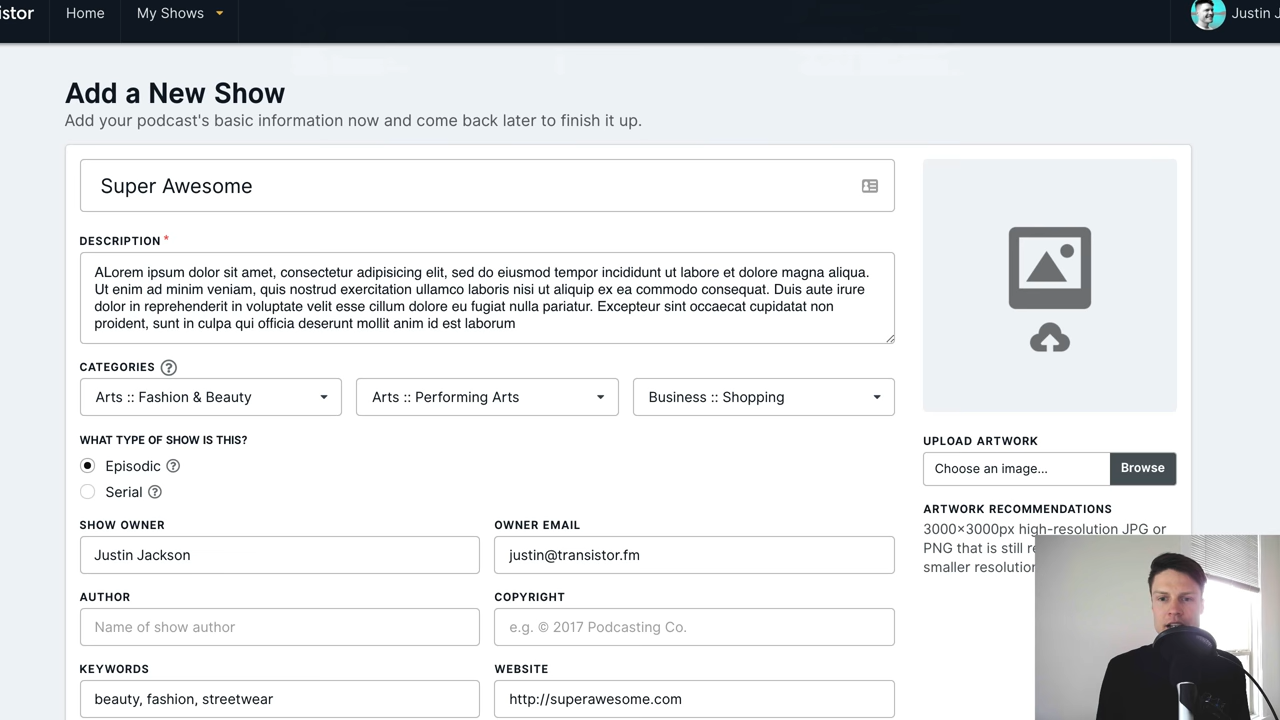 Home
My Shows
Justin J
Add a New Show
Add your podcast's basic information now and come back later to finish it up.
Super Awesome
DESCRIPTION *
ALorem ipsum dolor sit amet, consectetur adipisicing elit, sed do eiusmod tempor incididunt ut labore et dolore magna aliqua.
Ut enim ad minim veniam, quis nostrud exercitation ullamco laboris nisi ut aliquip ex ea commodo consequat. Duis aute irure
dolor in reprehenderit in voluptate velit esse cillum dolore eu fugiat nulla pariatur. Excepteur sint occaecat cupidatat non
proident, sunt in culpa qui officia deserunt mollit anim id est laborum
CATEGORIES ?
Arts :: Fashion & Beauty
Arts :: Performing Arts
Business :: Shopping
WHAT TYPE OF SHOW IS THIS?
Episodic ?
Serial ?
SHOW OWNER
Justin Jackson
OWNER EMAIL
justin@transistor.fm
AUTHOR
Name of show author
COPYRIGHT
e.g. © 2017 Podcasting Co.
KEYWORDS
beauty, fashion, streetwear
WEBSITE
http://superawesome.com
UPLOAD ARTWORK
Choose an image...
Browse
ARTWORK RECOMMENDATIONS
3000×3000px high-resolution JPG or
PNG that is still
smaller